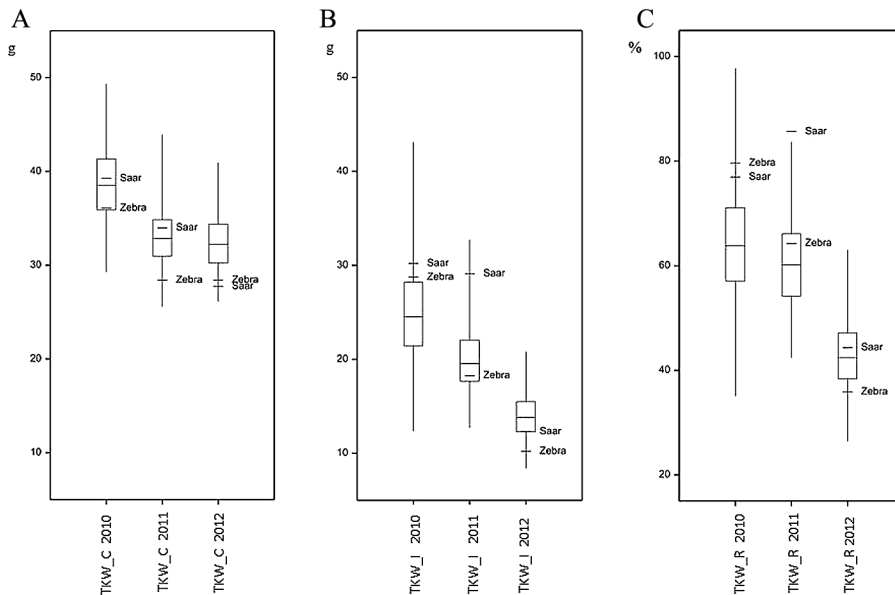 A
g
50
40
30
20
10
Saar
Zebra
Saar
Zebra
Zebra
Saar
TKW_C 2010
TKW_C 2011
TKW_C 2012
B
g
50
40
30
20
10
Saar
Zebra
Saar
Zebra
Saar
Zebra
TKW_I 2010
TKW_I 2011
TKW_I 2012
C
%
100
80
60
40
20
Zebra
Saar
Saar
Zebra
Saar
Zebra
TKW_R 2010
TKW_R 2011
TKW_R 2012